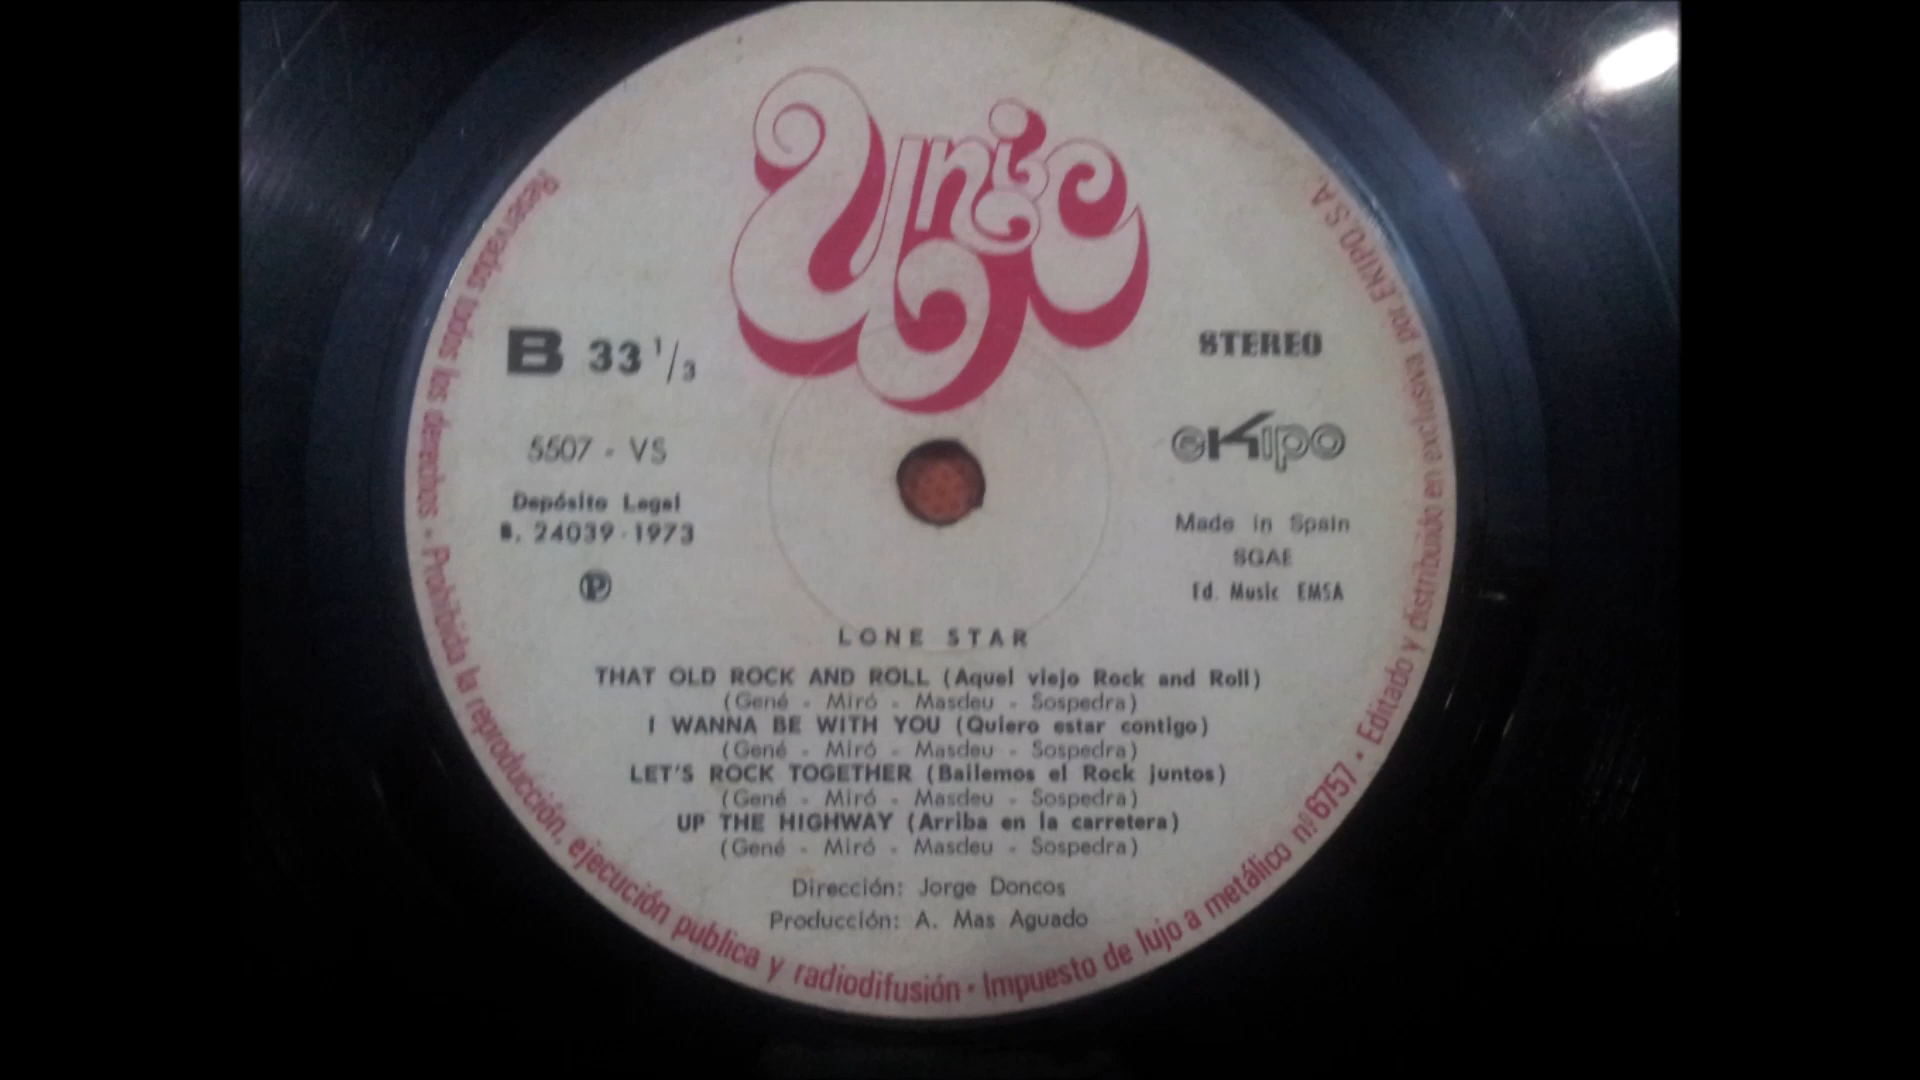 Unic
B 33 1/3
STEREO
5507 - VS
ekipo
Depósito Legal
B. 24039 - 1973
Made in Spain
SGAE
Ed. Music EMSA
P
LONE STAR
THAT OLD ROCK AND ROLL (Aquel viejo Rock and Roll)
(Gené - Miró - Masdeu - Sospedra)
I WANNA BE WITH YOU (Quiero estar contigo)
(Gené - Miró - Masdeu - Sospedra)
LET'S ROCK TOGETHER (Bailemos el Rock juntos)
(Gené - Miró - Masdeu - Sospedra)
UP THE HIGHWAY (Arriba en la carretera)
(Gené - Miró - Masdeu - Sospedra)
Dirección: Jorge Doncos
Producción: A. Mas Aguado
Reservados todos los derechos - Prohibida la reproducción, ejecución publica y radiodifusión • Impuesto de lujo a metálico nº 6757 • Editado y distribuido en exclusiva por EKIPO, S.A.